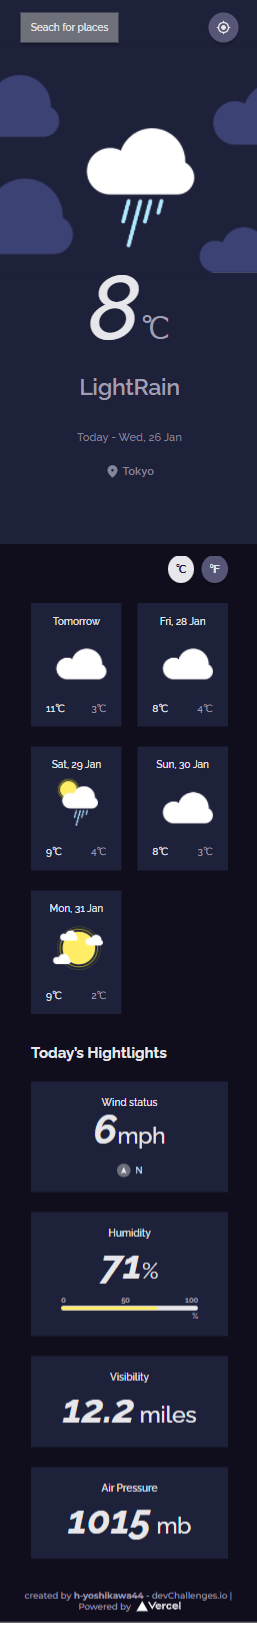 Seach for places
8℃
LightRain
Today - Wed, 26 Jan
Tokyo
℃ ℉
Tomorrow
11℃ 3℃
Fri, 28 Jan
8℃ 4℃
Sat, 29 Jan
9℃ 4℃
Sun, 30 Jan
8℃ 3℃
Mon, 31 Jan
9℃ 2℃
Today's Hightlights
Wind status
6mph
N
Humidity
71%
0 50 100
%
Visibility
12.2 miles
Air Pressure
1015 mb
created by h-yoshikawa44 - devChallenges.io |
Powered by Vercel